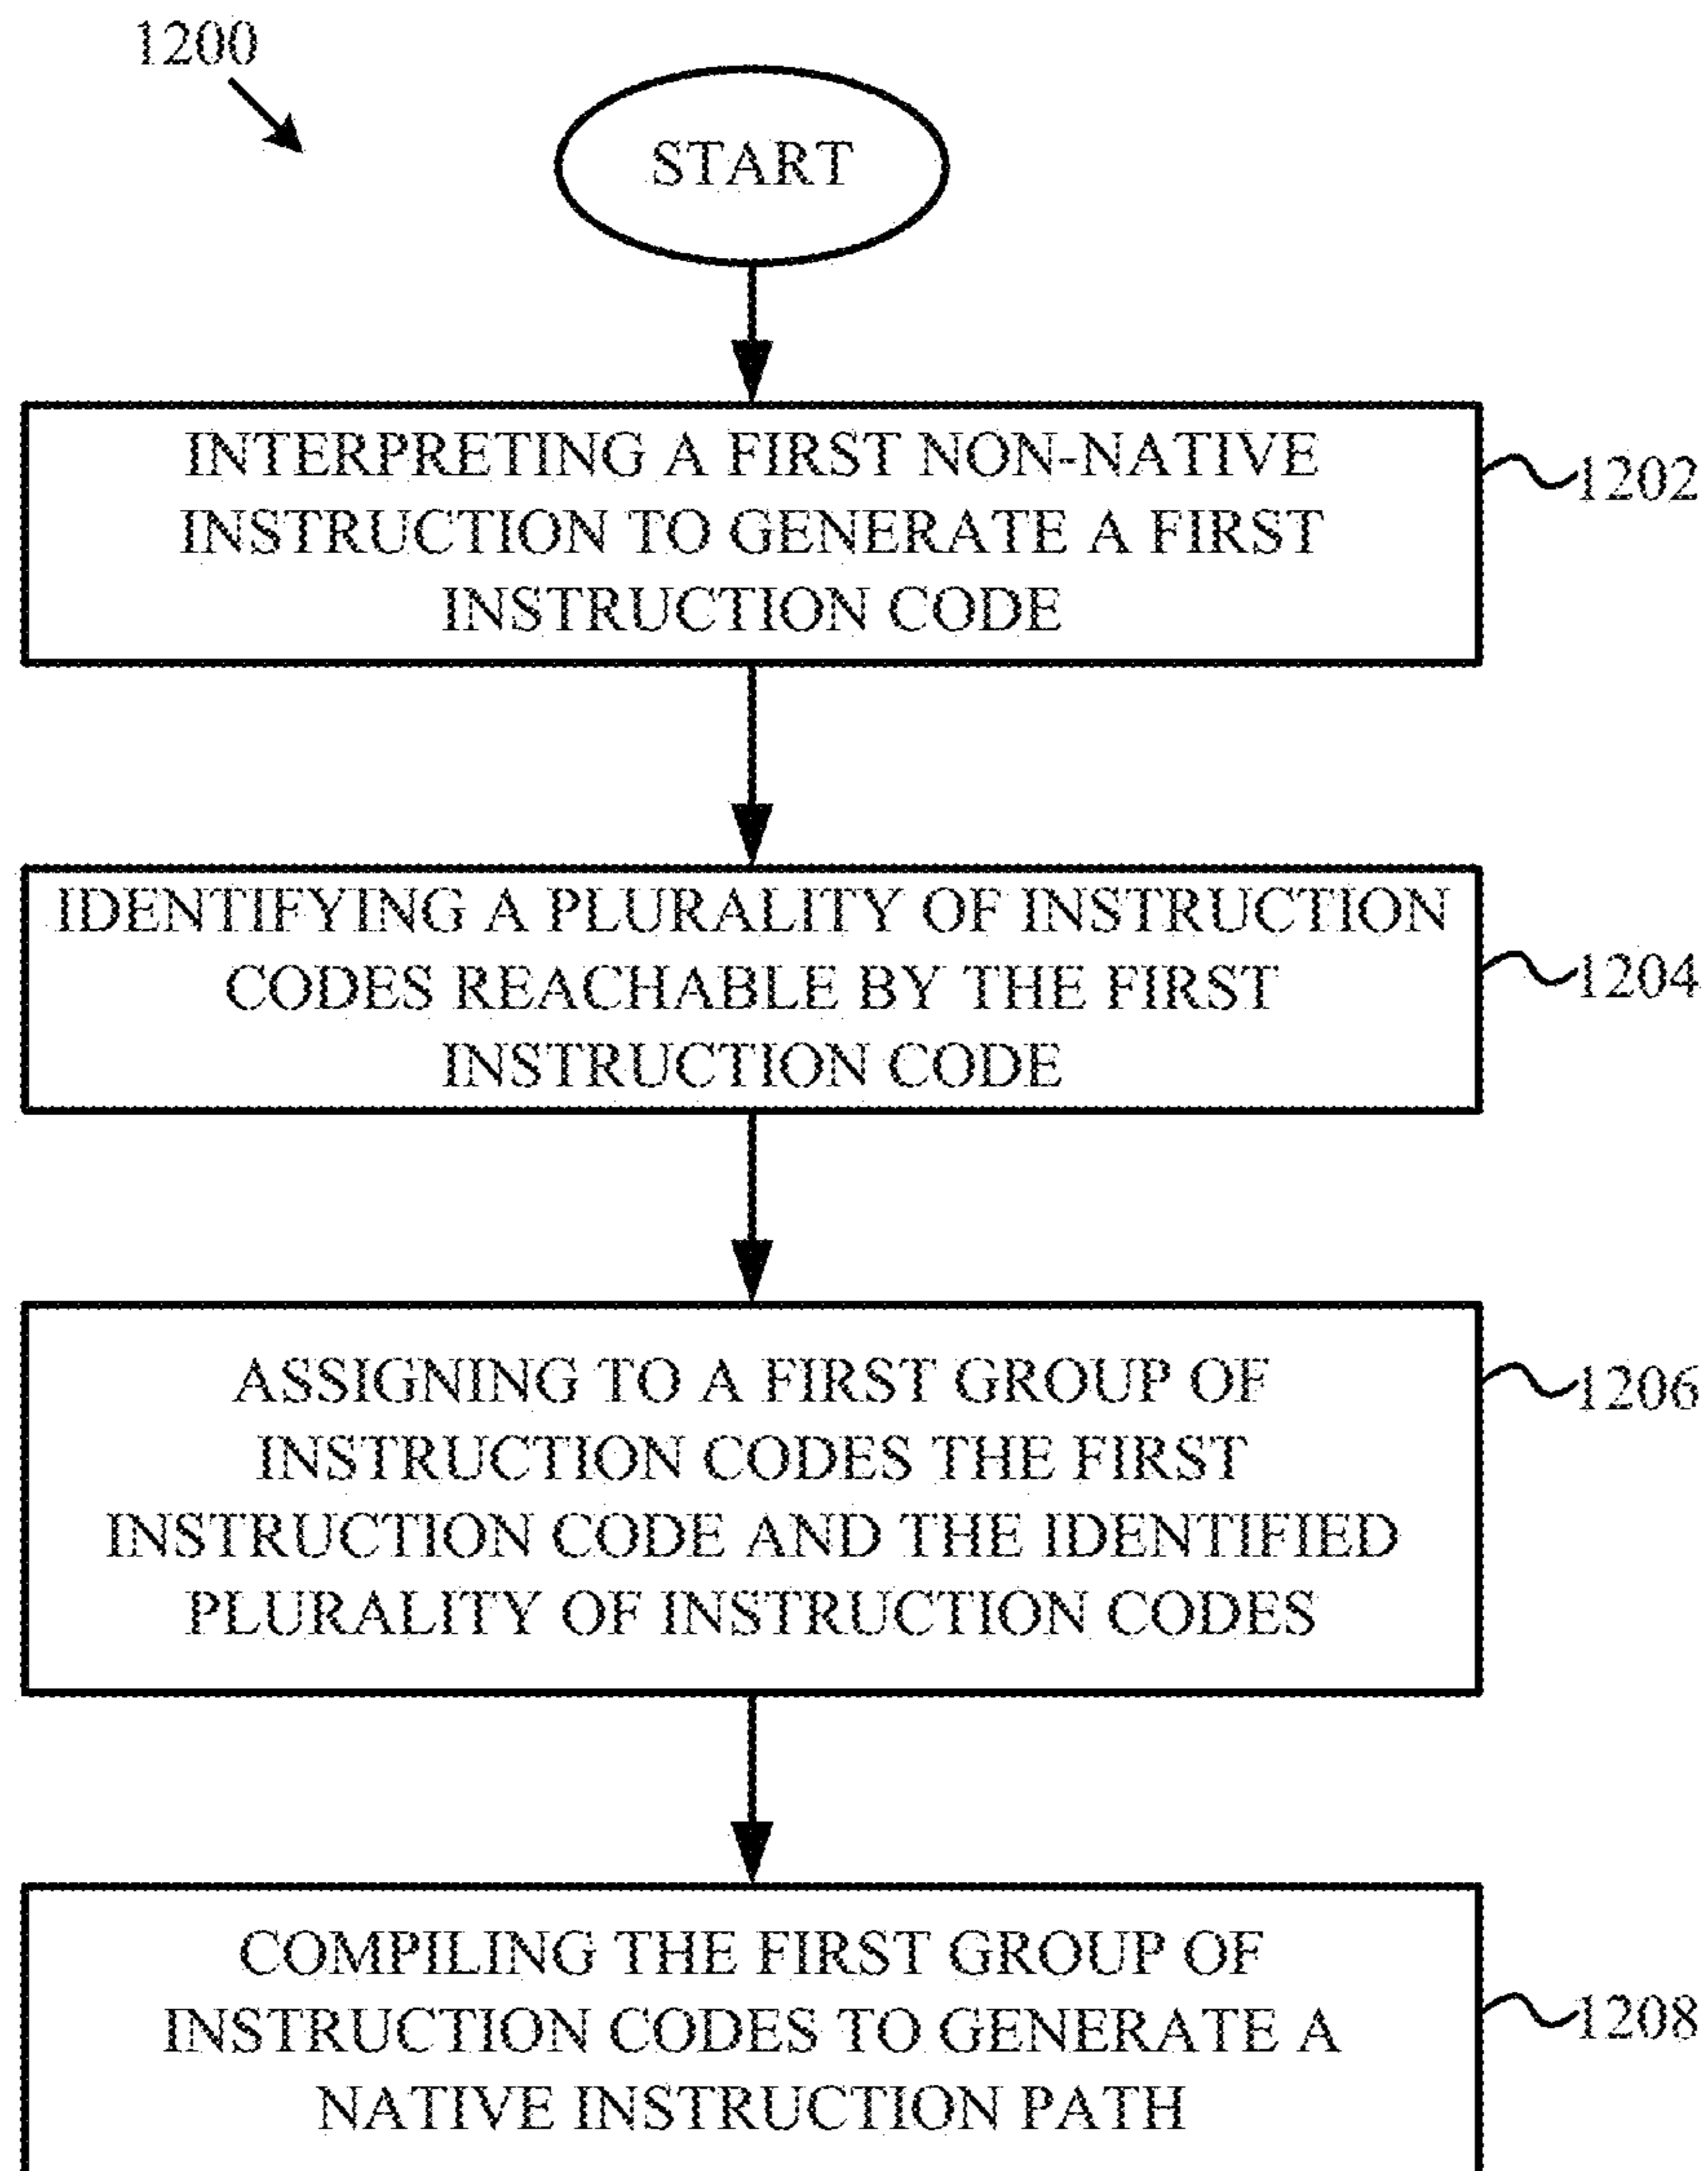 1200
START
INTERPRETING A FIRST NON-NATIVE
INSTRUCTION TO GENERATE A FIRST
INSTRUCTION CODE
1202
IDENTIFYING A PLURALITY OF INSTRUCTION
CODES REACHABLE BY THE FIRST
INSTRUCTION CODE
1204
ASSIGNING TO A FIRST GROUP OF
INSTRUCTION CODES THE FIRST
INSTRUCTION CODE AND THE IDENTIFIED
PLURALITY OF INSTRUCTION CODES
1206
COMPILING THE FIRST GROUP OF
INSTRUCTION CODES TO GENERATE A
NATIVE INSTRUCTION PATH
1208